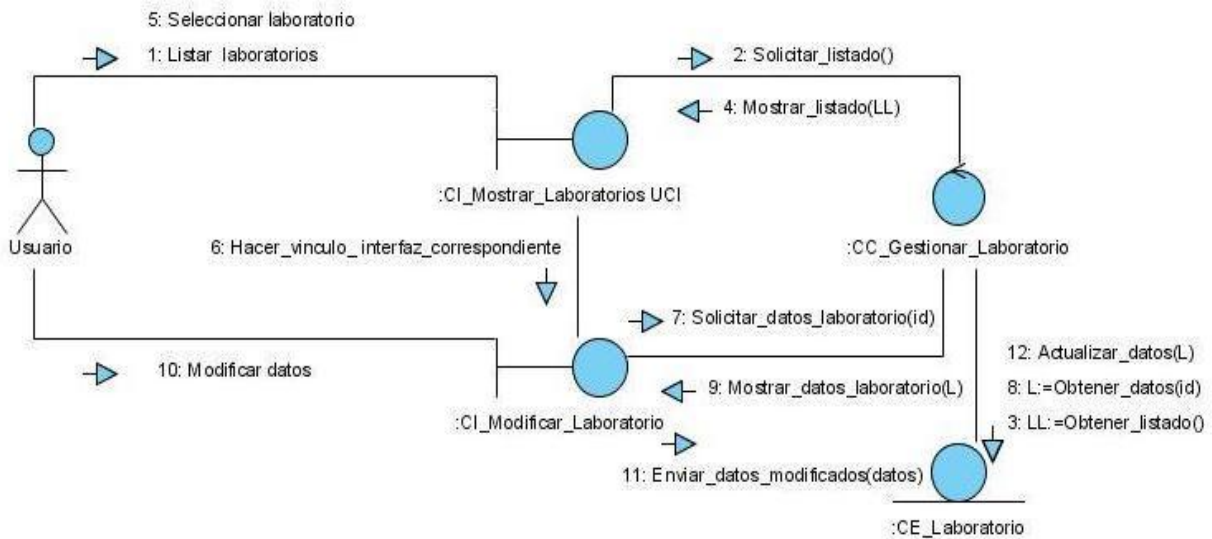 5: Seleccionar laboratorio
1: Listar laboratorios
2: Solicitar_listado()
4: Mostrar_listado(LL)
:CI_Mostrar_Laboratorios UCI
Usuario
6: Hacer_vinculo_ interfaz_correspondiente
:CC_Gestionar_Laboratorio
7: Solicitar_datos_laboratorio(id)
10: Modificar datos
9: Mostrar_datos_laboratorio(L)
12: Actualizar_datos(L)
8: L:=Obtener_datos(id)
3: LL:=Obtener_listado()
:CI_Modificar_Laboratorio
11: Enviar_datos_modificados(datos)
:CE_Laboratorio